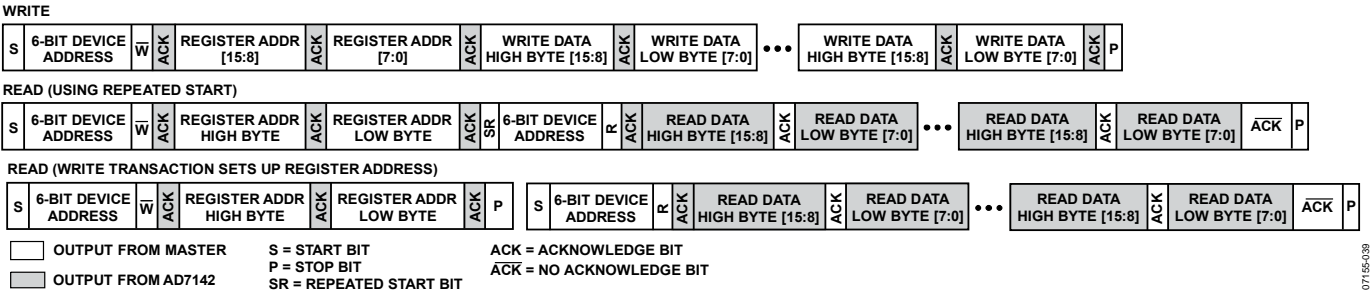 WRITE
S 6-BIT DEVICE ADDRESS W̅ ACK REGISTER ADDR [15:8] ACK REGISTER ADDR [7:0] ACK WRITE DATA HIGH BYTE [15:8] ACK WRITE DATA LOW BYTE [7:0] ••• WRITE DATA HIGH BYTE [15:8] ACK WRITE DATA LOW BYTE [7:0] ACK P
READ (USING REPEATED START)
S 6-BIT DEVICE ADDRESS W̅ ACK REGISTER ADDR HIGH BYTE ACK REGISTER ADDR LOW BYTE ACK SR 6-BIT DEVICE ADDRESS R ACK READ DATA HIGH BYTE [15:8] ACK READ DATA LOW BYTE [7:0] ••• READ DATA HIGH BYTE [15:8] ACK READ DATA LOW BYTE [7:0] A̅C̅K̅ P
READ (WRITE TRANSACTION SETS UP REGISTER ADDRESS)
S 6-BIT DEVICE ADDRESS W̅ ACK REGISTER ADDR HIGH BYTE ACK REGISTER ADDR LOW BYTE ACK P S 6-BIT DEVICE ADDRESS R ACK READ DATA HIGH BYTE [15:8] ACK READ DATA LOW BYTE [7:0] ••• READ DATA HIGH BYTE [15:8] ACK READ DATA LOW BYTE [7:0] A̅C̅K̅ P
OUTPUT FROM MASTER
OUTPUT FROM AD7142
S = START BIT
P = STOP BIT
SR = REPEATED START BIT
ACK = ACKNOWLEDGE BIT
A̅C̅K̅ = NO ACKNOWLEDGE BIT
07155-039